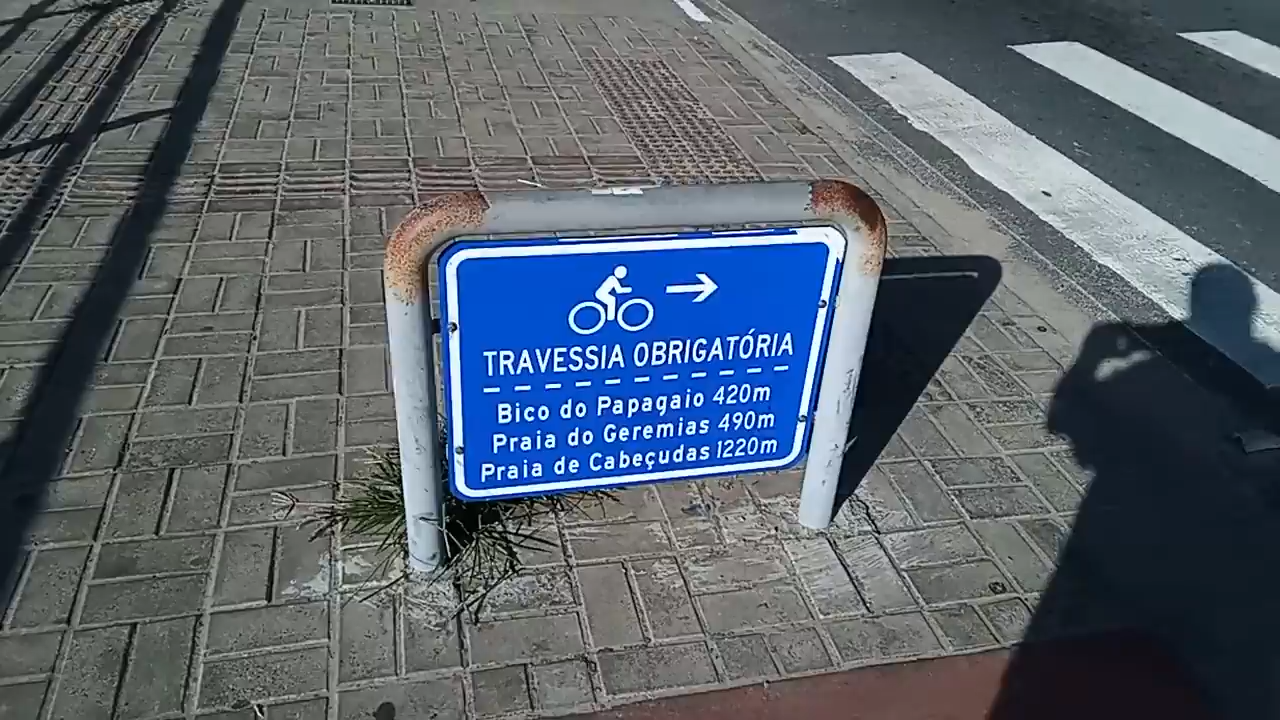 TRAVESSIA OBRIGATÓRIA
Bico do Papagaio 420m
Praia do Geremias 490m
Praia de Cabeçudas 1220m